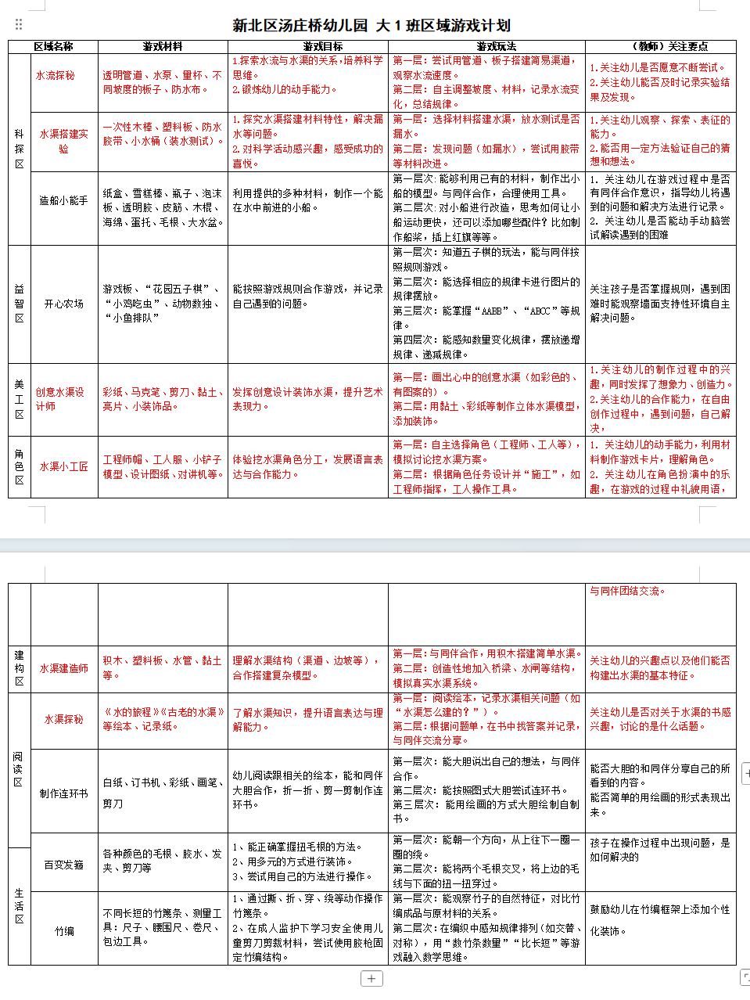 新北区汤庄桥幼儿园 大1班区域游戏计划
区域名称
游戏材料
游戏目标
游戏玩法
（教师）关注要点
科
探
区
水流探秘
透明管道、水泵、量杯、不
同坡度的板子、防水布。
1.探索水流与水渠的关系,培养科学
思维。
2.锻炼幼儿的动手能力。
第一层：尝试用管道、板子搭建简易渠道，
观察水流速度。
第二层：自主调整坡度、材料，记录水流变
化，总结规律。
1.关注幼儿是否愿意不断尝试。
2.关注幼儿能否及时记录实验结
果及发现。
水渠搭建实
验
一次性木棒、塑料板、防水
胶带、小水桶（装水测试）。
1.探究水渠搭建材料特性，解决漏
水等问题。
2.对科学活动感兴趣，感受成功的
喜悦。
第一层：选择材料搭建水渠，放水测试是否
漏水。
第二层：发现问题（如漏水），尝试用胶带
等材料改进。
1.关注幼儿观察、探索、表征的
能力。
2.能否用一定方法验证自己的猜
想和想法。
造船小能手
纸盒、雪糕棒、瓶子、泡沫
板、透明胶、皮筋、木棍、
海绵、蛋托、毛根、大水盆。
利用提供的多种材料，制作一个能
在水中前进的小船。
第一层次：能够利用已有的材料，制作出小
船的模型。与同伴合作，合理使用工具。
第二层次：对小船进行改造，思考如何让小
船运动更快，还可以添加哪些配件？比如制
作船桨，插上红旗等等。
1. 关注幼儿在游戏过程中是否
有同伴合作意识，指导幼儿将遇
到的问题和解决方法进行记录。
2. 关注幼儿是否能动手动脑尝
试解读遇到的困难
益
智
区
开心农场
游戏板、“花园五子棋”、
“小鸡吃虫”、动物数独、
“小鱼排队”
能按照游戏规则合作游戏，并记录
自己遇到的问题。
第一层次：知道五子棋的玩法，能与同伴按
照规则游戏。
第二层次：能选择相应的规律卡进行图片的
规律摆放。
第三层次：能掌握“AABB”、“ABCC”等规
律。
第四层次：能感知数量变化规律，摆放递增
规律、递减规律。
关注孩子是否掌握规则，遇到困
难时能观察墙面支持性环境自主
解决问题。
美
工
区
创意水渠设
计师
彩纸、马克笔、剪刀、黏土、
亮片、小装饰品。
发挥创意设计装饰水渠，提升艺术
表现力。
第一层：画出心中的创意水渠（如彩色的、
有图案的）。
第二层：用黏土、彩纸等制作立体水渠模型，
添加装饰。
1.关注幼儿的制作过程中的兴
趣，同时发挥了想象力、创造力。
2.关注幼儿的合作能力，在自由
创作过程中，遇到问题，自己解
决，
角
色
区
水渠小工匠
工程师帽、工人服、小铲子
模型、设计图纸、对讲机等。
体验挖水渠角色分工，发展语言表
达与合作能力。
第一层：自主选择角色（工程师、工人等），
模拟讨论挖水渠方案。
第二层：根据角色任务设计并“施工”，如
工程师指挥，工人操作工具。
1. 关注幼儿的动手能力，利用材
料制作游戏卡片，理解角色。
2. 关注幼儿在角色扮演中的乐
趣，在游戏的过程中礼貌用语，
与同伴团结交流。
建
构
区
水渠建造师
积木、塑料板、水管、黏土
等。
理解水渠结构（渠道、边坡等），
合作搭建复杂模型。
第一层：与同伴合作，用积木搭建简单水渠。
第二层：创造性地加入桥梁、水闸等结构，
模拟真实水渠系统。
关注幼儿的兴趣点以及他们能否
构建出水渠的基本特征。
阅
读
区
水渠探秘
《水的旅程》《古老的水渠》
等绘本、记录纸。
了解水渠知识，提升语言表达与理
解能力。
第一层：阅读绘本，记录水渠相关问题（如
“水渠怎么建的？”）。
第二层：根据问题单，在书中找答案并记录，
与同伴交流分享。
关注幼儿是否对关于水渠的书感
兴趣，讨论的是什么话题。
制作连环书
白纸、订书机、彩纸、画笔、
剪刀
幼儿阅读跟相关的绘本，能和同伴
大胆合作，折一折、剪一剪制作连
环书。
第一层次：能大胆说出自己的想法，与同伴
合作。
第二层次：能按照图式大胆尝试连环书。
第三层次：能用绘画的方式大胆绘制自制
书。
能否大胆的和同伴分享自己的所
看到的内容。
能否简单的用绘画的形式表现出
来。
生
活
区
百变发箍
各种颜色的毛根、胶水、发
夹、剪刀等
1、能正确掌握扭毛根的方法。
2、用多元的方式进行装饰。
3、尝试用自己的方法进行操作。
第一层次：能朝一个方向，从上往下一圈一
圈的绕。
第二层次：能将两个毛根交叉，将上边的毛
线与下面的扭一扭穿过。
孩子在操作过程中出现问题，是
如何解决的
竹编
不同长短的竹篾条、测量工
具：尺子、腰围尺、卷尺、
包边工具。
1、通过撕、折、穿、绕等动作操作
竹篾条。
2、在成人监护下学习安全使用儿
童剪刀剪裁材料，尝试使用胶枪固
定竹编结构。
第一层次：能观察竹子的自然特征，对比竹
编成品与原材料的关系。
第二层次：在编织中感知规律排列(如交替、
对称)，用“数竹条数量”“比长短”等游
戏融入数学思维。
鼓励幼儿在竹编框架上添加个性
化装饰。